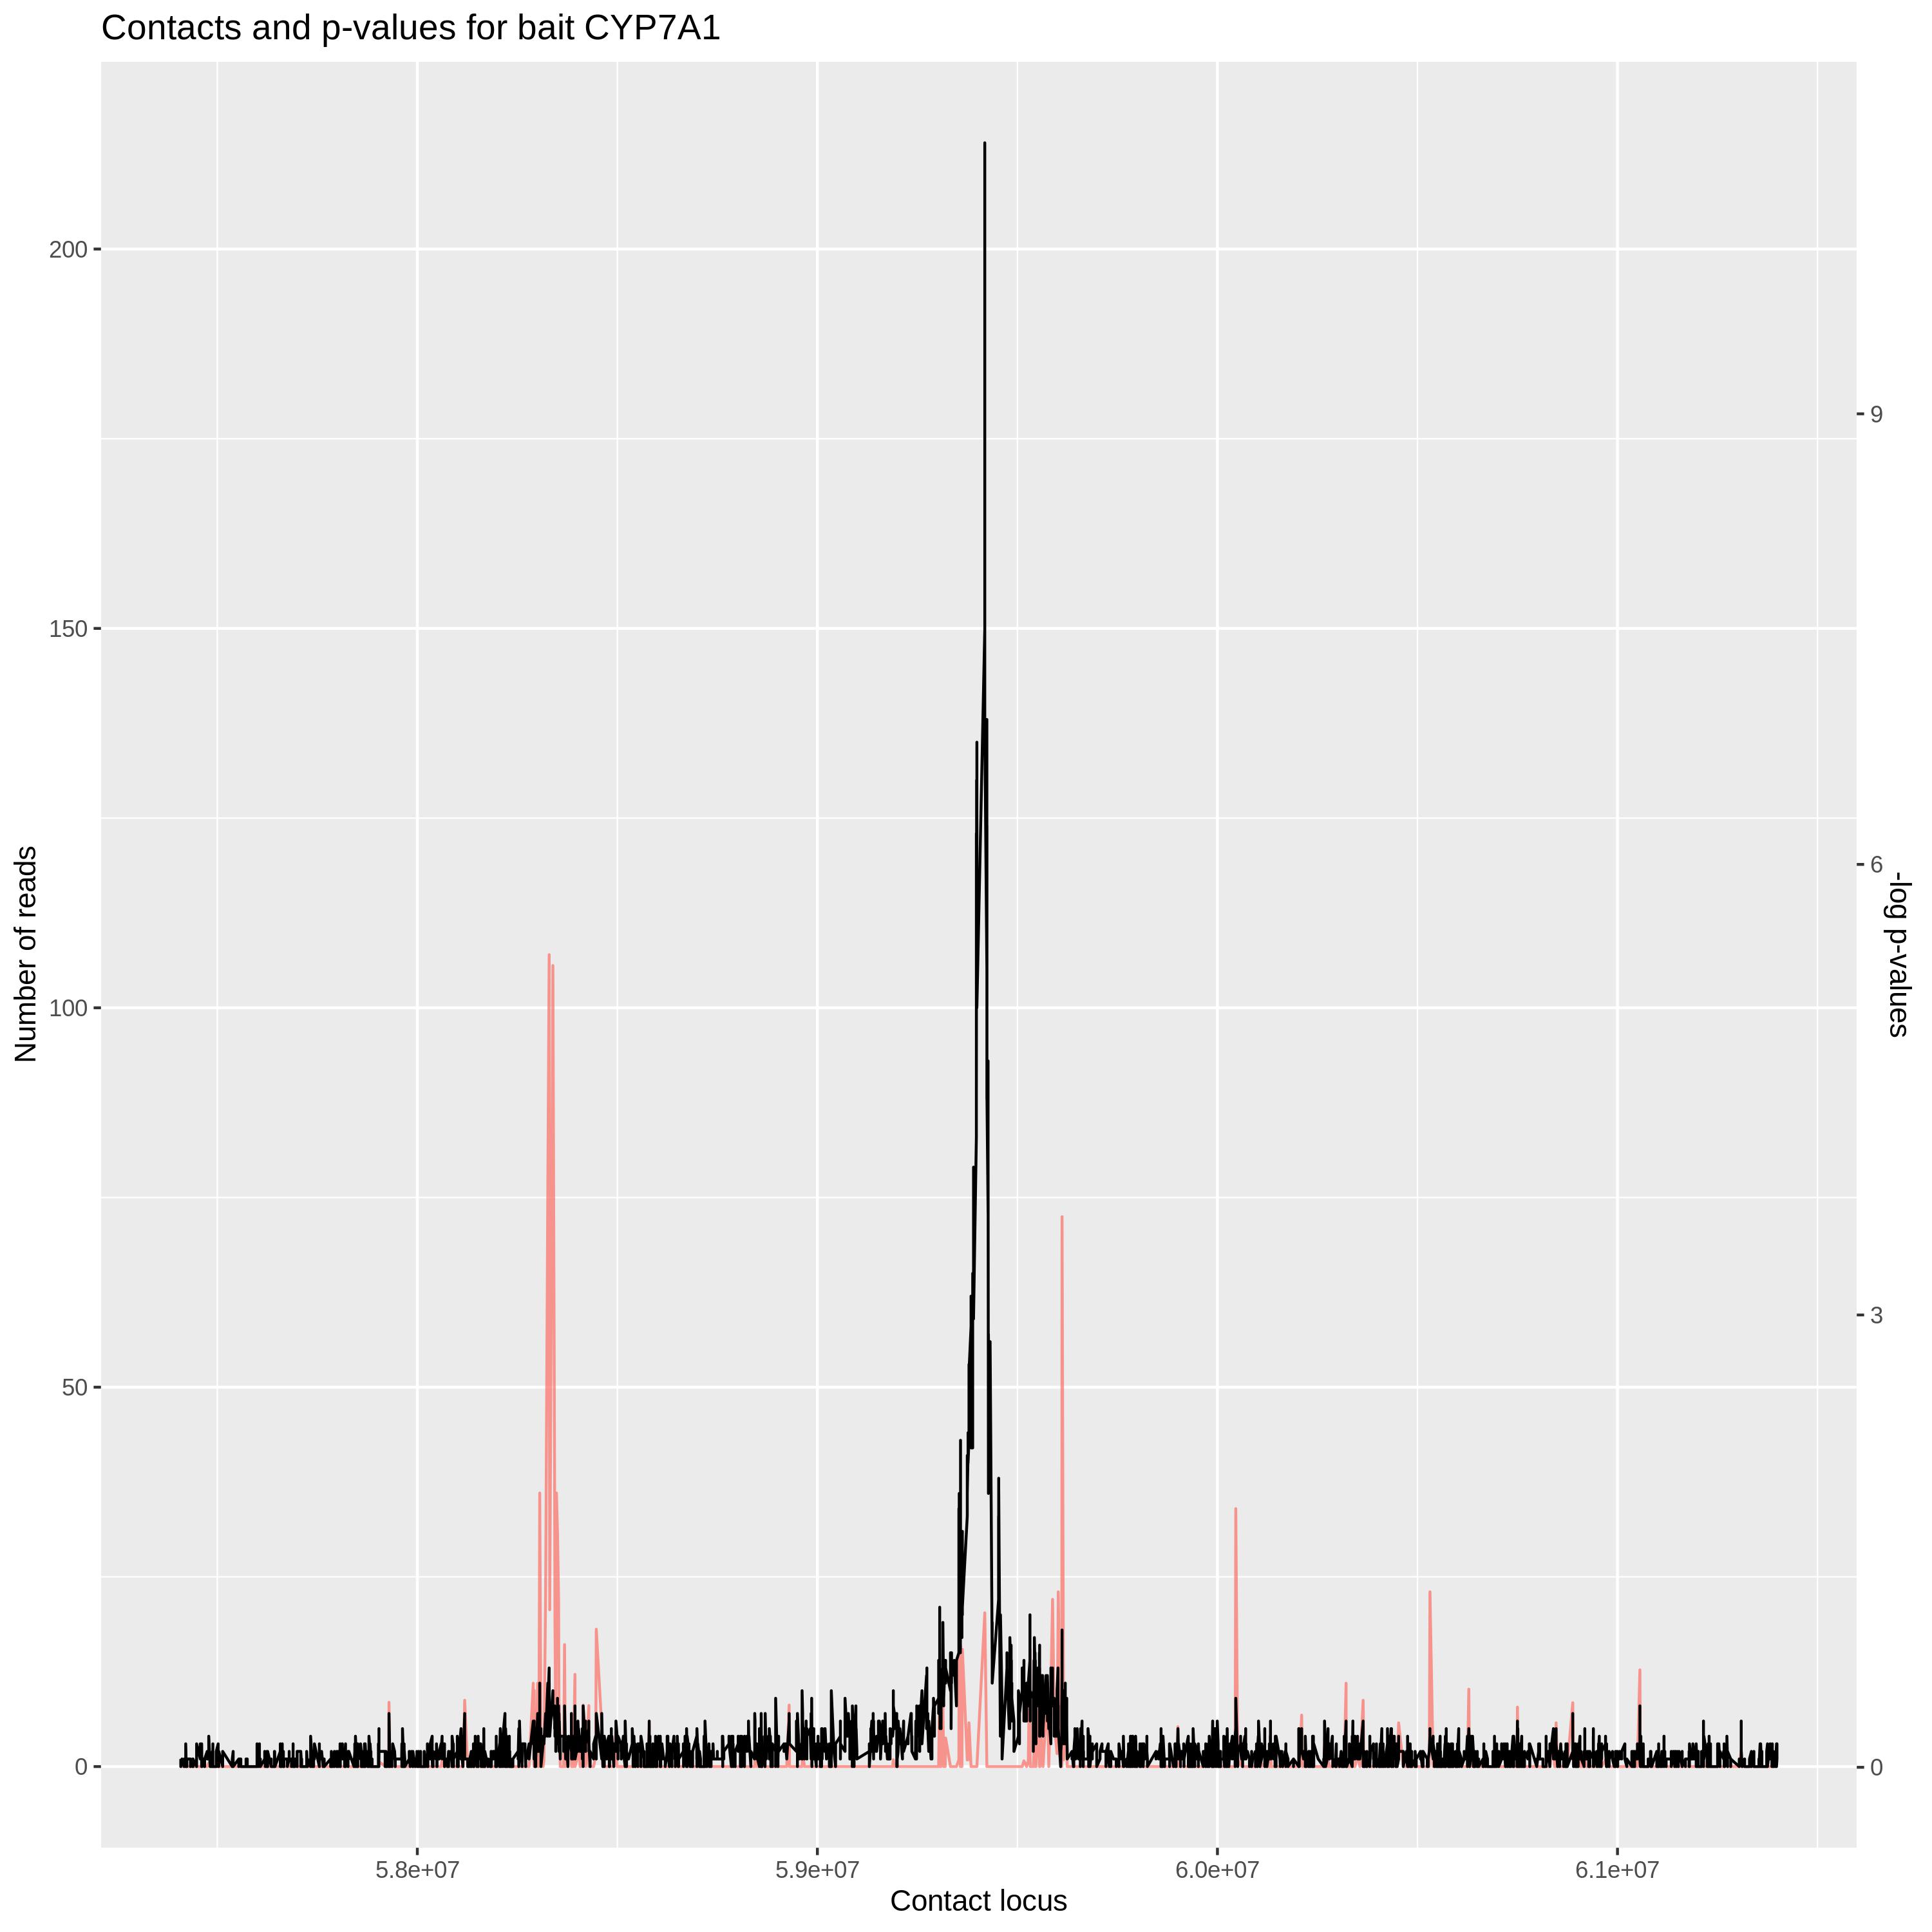 Contacts and p-values for bait CYP7A1
200
150
100
50
0
Number of reads
9
6
3
0
-log p-values
5.8e+07
5.9e+07
6.0e+07
6.1e+07
Contact locus